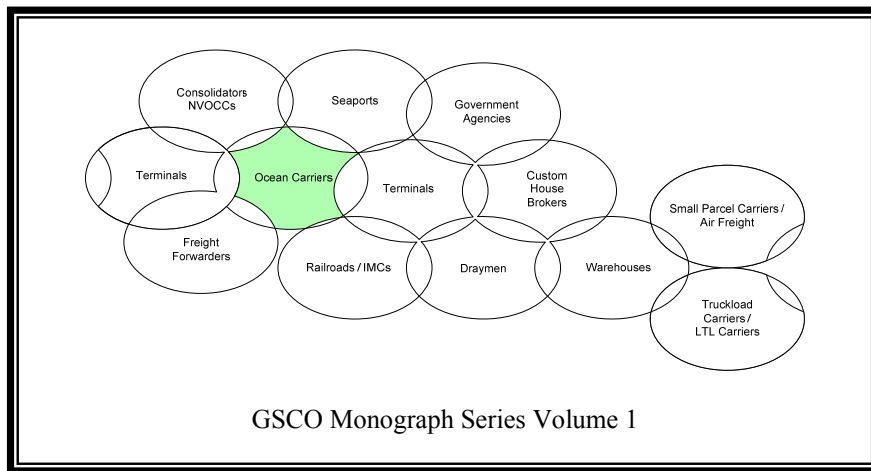 Consolidators
NVOCCs
Seaports
Government
Agencies
Terminals
Ocean Carriers
Terminals
Custom
House
Brokers
Small Parcel Carriers /
Air Freight
Freight
Forwarders
Railroads / IMCs
Draymen
Warehouses
Truckload
Carriers /
LTL Carriers
GSCO Monograph Series Volume 1